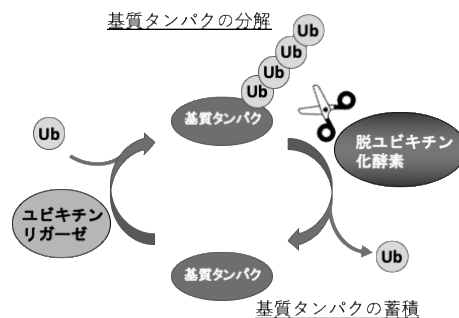 基質タンパクの分解
Ub
Ub
Ub
Ub
基質タンパク
Ub
脱ユビキチン
化酵素
ユビキチン
リガーゼ
Ub
基質タンパク
基質タンパクの蓄積